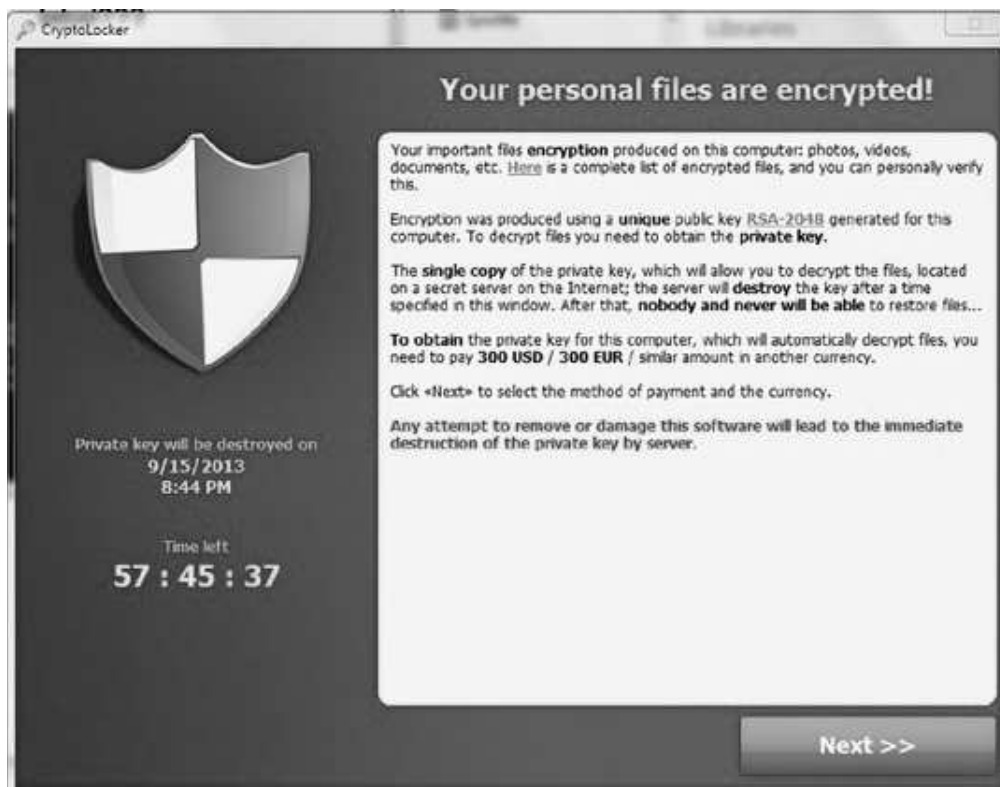 CryptoLocker
Libraries
Your personal files are encrypted!
Your important files encryption produced on this computer: photos, videos,
documents, etc. Here is a complete list of encrypted files, and you can personally verify
this.
Encryption was produced using a unique public key RSA-2048 generated for this
computer. To decrypt files you need to obtain the private key.
The single copy of the private key, which will allow you to decrypt the files, located
on a secret server on the Internet; the server will destroy the key after a time
specified in this window. After that, nobody and never will be able to restore files...
To obtain the private key for this computer, which will automatically decrypt files, you
need to pay 300 USD / 300 EUR / similar amount in another currency.
Click «Next» to select the method of payment and the currency.
Any attempt to remove or damage this software will lead to the immediate
destruction of the private key by server.
Private key will be destroyed on
9/15/2013
8:44 PM
Time left
57 : 45 : 37
Next >>